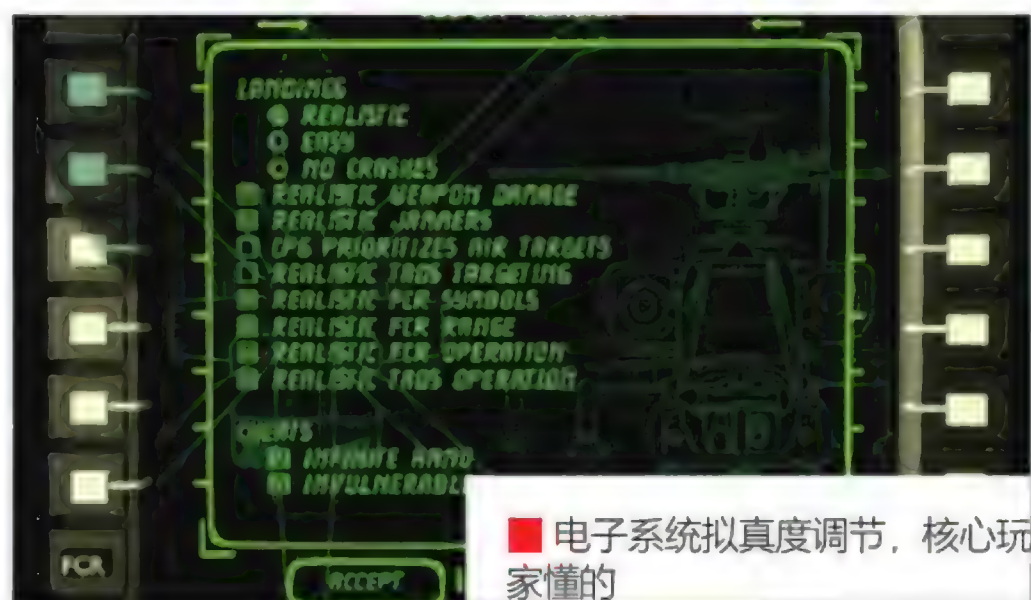 LANDINGS
REALISTIC
EASY
NO CRASHES
REALISTIC WEAPON DAMAGE
REALISTIC JAMMERS
CPG PRIORITIZES AIR TARGETS
REALISTIC TADS TARGETING
REALISTIC FCR SYMBOLS
REALISTIC FCR RANGE
REALISTIC FCR OPERATION
REALISTIC TADS OPERATION
CHEATS
INFINITE AMMO
FCR
ACCEPT
■ 电子系统拟真度调节，核心玩
家懂的